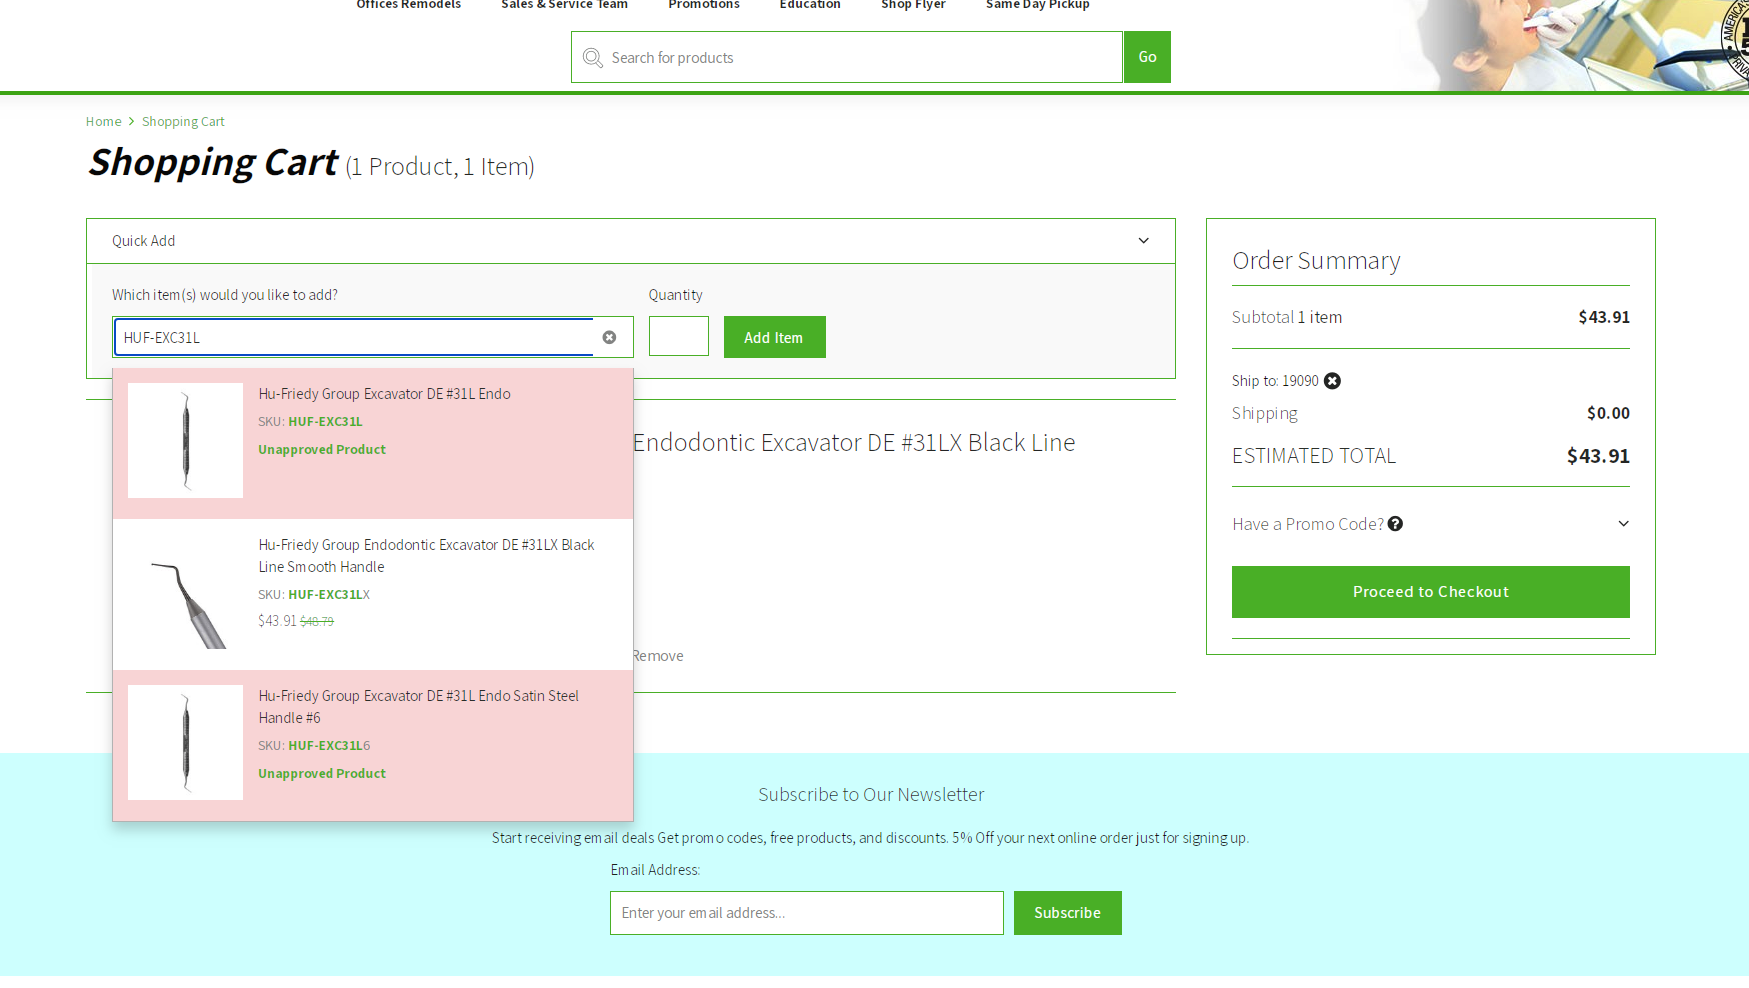 Offices Remodels Sales & Service Team Promotions Education Shop Flyer Same Day Pickup
Search for products Go
Home > Shopping Cart
Shopping Cart (1 Product, 1 Item)
Quick Add
Which item(s) would you like to add? Quantity
HUF-EXC31L Add Item
Hu-Friedy Group Excavator DE #31L Endo
SKU: HUF-EXC31L
Unapproved Product
Hu-Friedy Group Endodontic Excavator DE #31LX Black
Line Smooth Handle
SKU: HUF-EXC31LX
$43.91 $48.79
Hu-Friedy Group Excavator DE #31L Endo Satin Steel
Handle #6
SKU: HUF-EXC31L6
Unapproved Product
Endodontic Excavator DE #31LX Black Line
Remove
Order Summary
Subtotal 1 item $43.91
Ship to: 19090
Shipping $0.00
ESTIMATED TOTAL $43.91
Have a Promo Code?
Proceed to Checkout
Subscribe to Our Newsletter
Start receiving email deals Get promo codes, free products, and discounts. 5% Off your next online order just for signing up.
Email Address:
Enter your email address... Subscribe